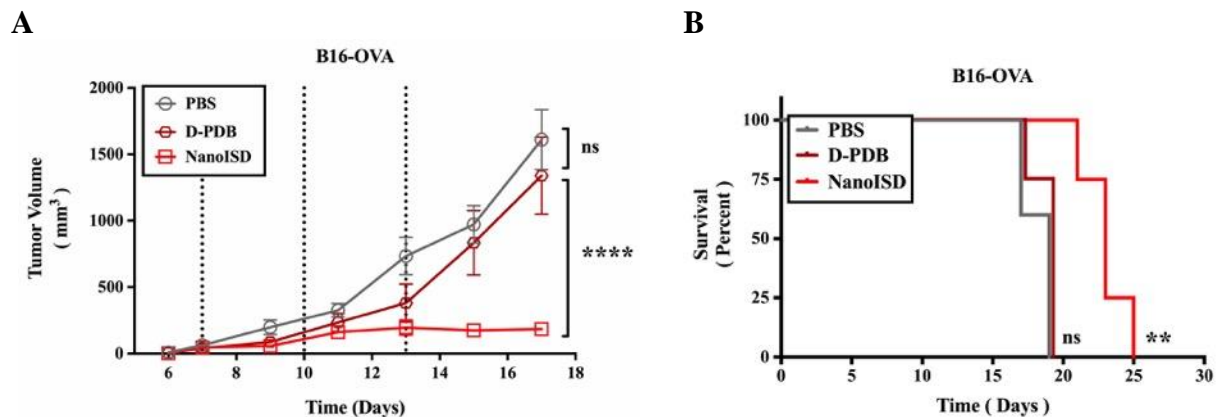 A
B16-OVA
Tumor Volume
( mm³ )
2000
1500
1000
500
0
PBS
D-PDB
NanoISD
ns
****
6
8
10
12
14
16
18
Time (Days)
B
B16-OVA
Survival
( Percent )
100
75
50
25
0
PBS
D-PDB
NanoISD
ns
**
0
5
10
15
20
25
30
Time ( Days )